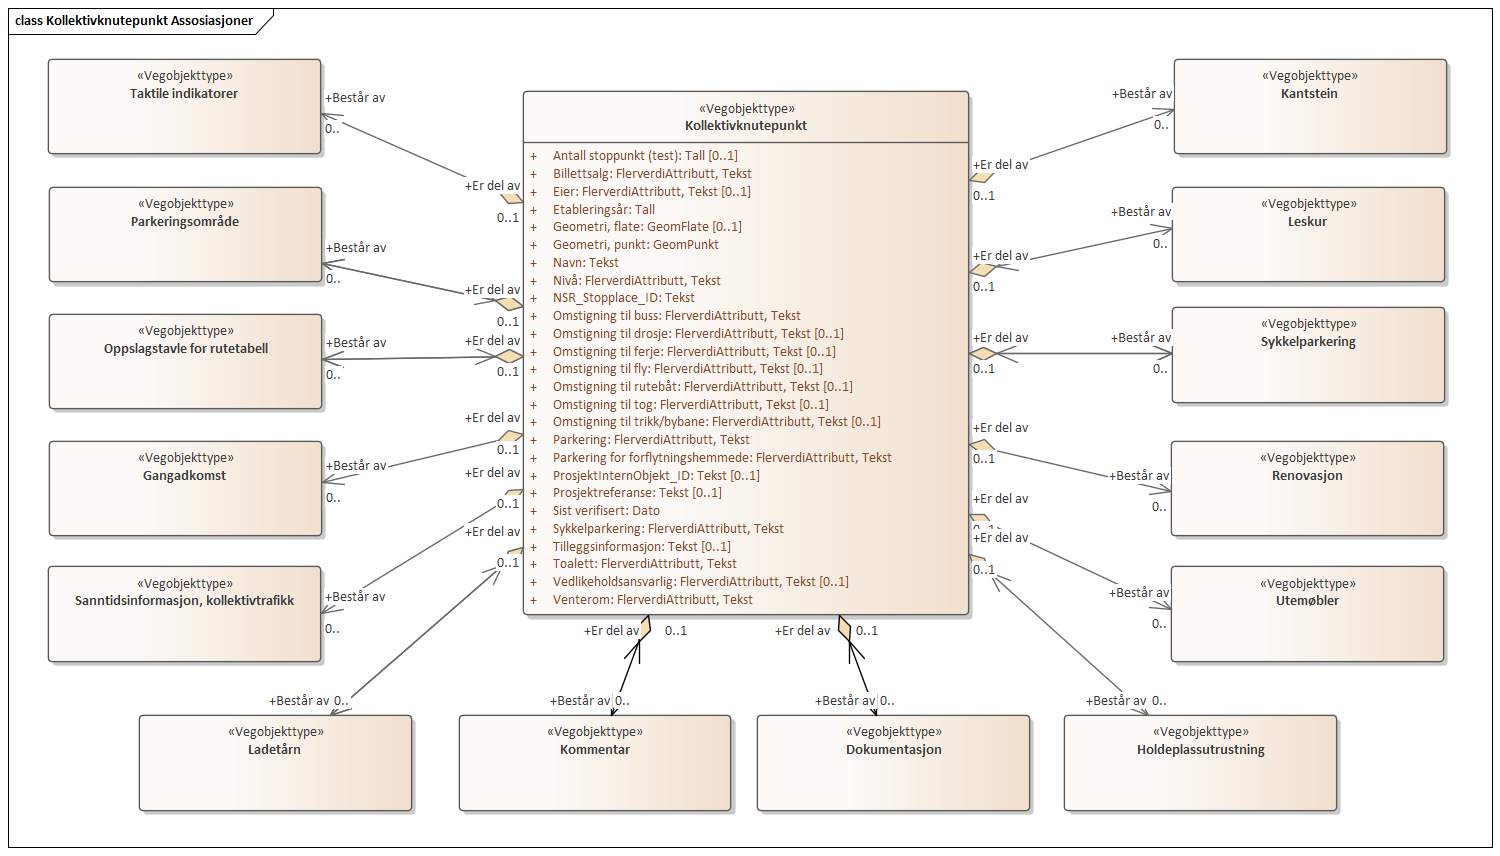 class Kollektivknutepunkt Assosiasjoner
«Vegobjekttype»
Taktile indikatorer
+Består av
0..
+Er del av
0..1
«Vegobjekttype»
Parkeringsområde
+Består av
0..
+Er del av
0..1
«Vegobjekttype»
Oppslagstavle for rutetabell
+Består av
0..
+Er del av
0..1
«Vegobjekttype»
Gangadkomst
+Består av
0..
+Er del av
0..1
«Vegobjekttype»
Sanntidsinformasjon, kollektivtrafikk
+Består av
0..
+Er del av
0..1
+Er del av
0..1
«Vegobjekttype»
Kollektivknutepunkt
+ Antall stoppunkt (test): Tall [0..1]
+ Billettsalg: FlerverdiAttributt, Tekst
+ Eier: FlerverdiAttributt, Tekst [0..1]
+ Etableringsår: Tall
+ Geometri, flate: GeomFlate [0..1]
+ Geometri, punkt: GeomPunkt
+ Navn: Tekst
+ Nivå: FlerverdiAttributt, Tekst
+ NSR_Stopplace_ID: Tekst
+ Omstigning til buss: FlerverdiAttributt, Tekst
+ Omstigning til drosje: FlerverdiAttributt, Tekst [0..1]
+ Omstigning til ferje: FlerverdiAttributt, Tekst [0..1]
+ Omstigning til fly: FlerverdiAttributt, Tekst [0..1]
+ Omstigning til rutebåt: FlerverdiAttributt, Tekst [0..1]
+ Omstigning til tog: FlerverdiAttributt, Tekst [0..1]
+ Omstigning til trikk/bybane: FlerverdiAttributt, Tekst [0..1]
+ Parkering: FlerverdiAttributt, Tekst
+ Parkering for forflytningshemmede: FlerverdiAttributt, Tekst
+ ProsjektInternObjekt_ID: Tekst [0..1]
+ Prosjektreferanse: Tekst [0..1]
+ Sist verifisert: Dato
+ Sykkelparkering: FlerverdiAttributt, Tekst
+ Tilleggsinformasjon: Tekst [0..1]
+ Toalett: FlerverdiAttributt, Tekst
+ Vedlikeholdsansvarlig: FlerverdiAttributt, Tekst [0..1]
+ Venterom: FlerverdiAttributt, Tekst
«Vegobjekttype»
Kantstein
+Består av
0..
+Er del av
0..1
«Vegobjekttype»
Leskur
+Består av
0..
+Er del av
0..1
«Vegobjekttype»
Sykkelparkering
+Består av
0..
+Er del av
0..1
«Vegobjekttype»
Renovasjon
+Består av
0..
+Er del av
0..1
«Vegobjekttype»
Utemøbler
+Består av
0..
+Er del av
0..1
+Er del av
0..1
+Er del av 0..1
+Er del av 0..1
+Består av 0..
+Består av 0..
+Består av 0..
+Består av 0..
«Vegobjekttype»
Ladetårn
«Vegobjekttype»
Kommentar
«Vegobjekttype»
Dokumentasjon
«Vegobjekttype»
Holdeplassutrustning